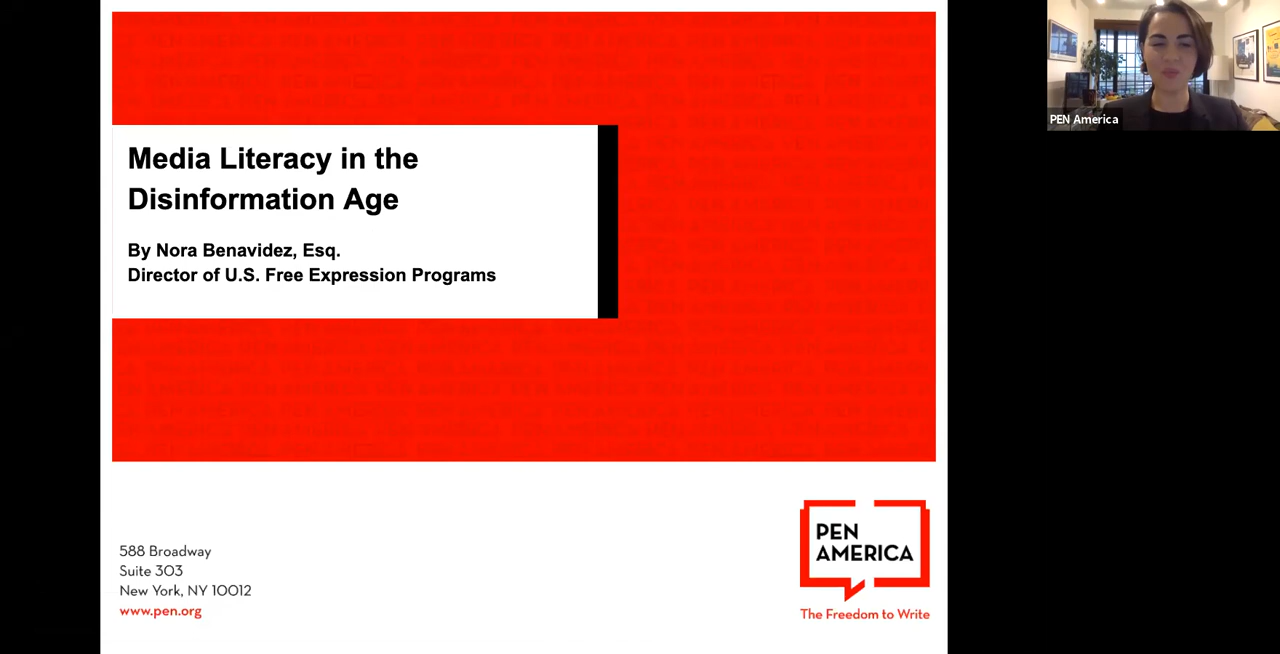 Media Literacy in the
Disinformation Age
By Nora Benavidez, Esq.
Director of U.S. Free Expression Programs
588 Broadway
Suite 303
New York, NY 10012
www.pen.org
PEN
AMERICA
The Freedom to Write
PEN America